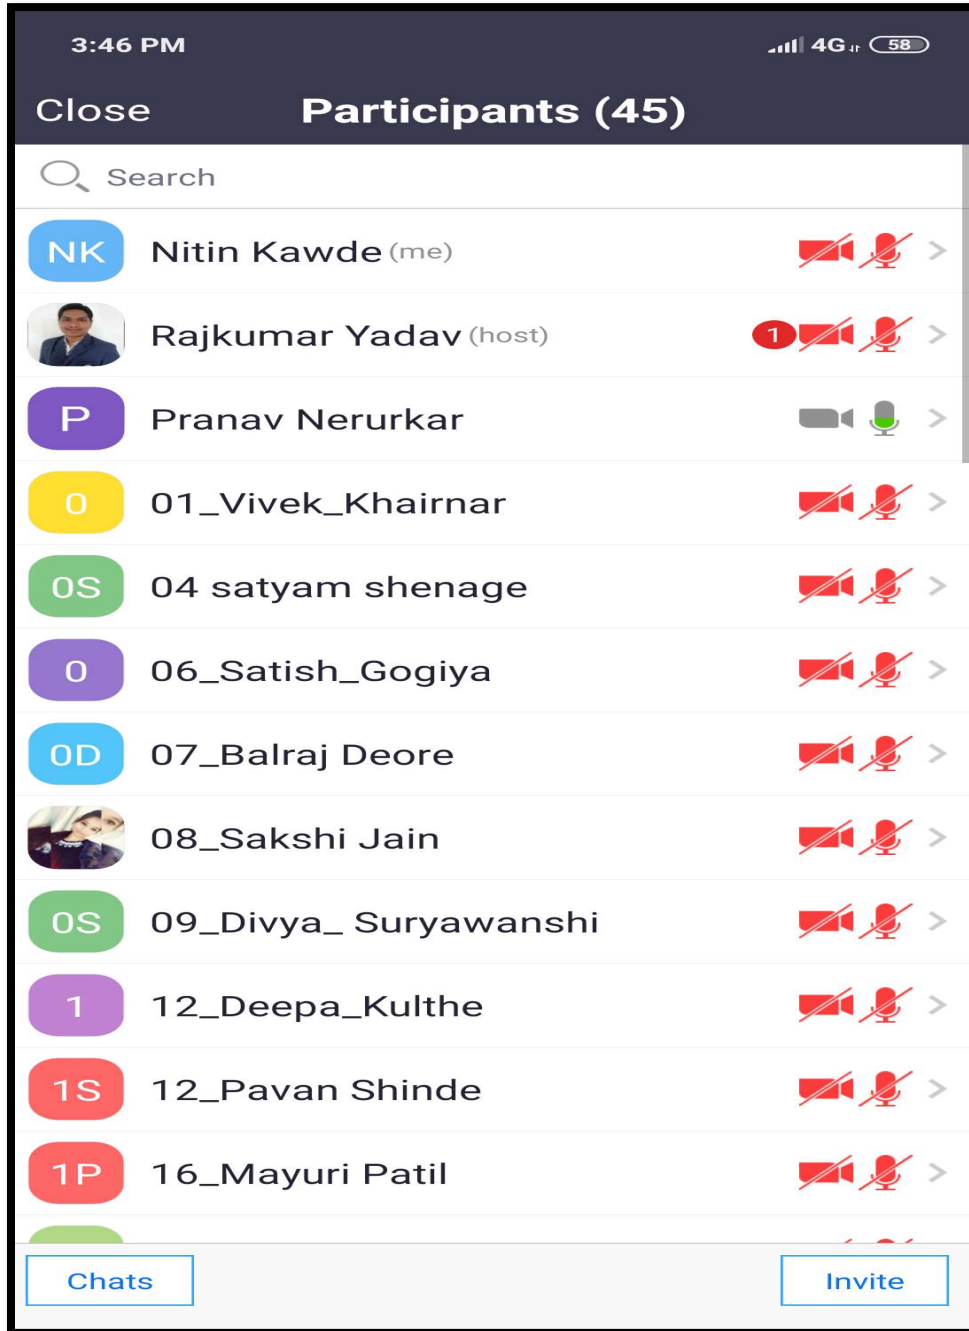 3:46 PM 4G 58
Close Participants (45)
Search
NK Nitin Kawde (me)
Rajkumar Yadav (host) 1
P Pranav Nerurkar
0 01_Vivek_Khairnar
0S 04 satyam shenage
0 06_Satish_Gogiya
0D 07_Balraj Deore
08_Sakshi Jain
0S 09_Divya_ Suryawanshi
1 12_Deepa_Kulthe
1S 12_Pavan Shinde
1P 16_Mayuri Patil
Chats Invite